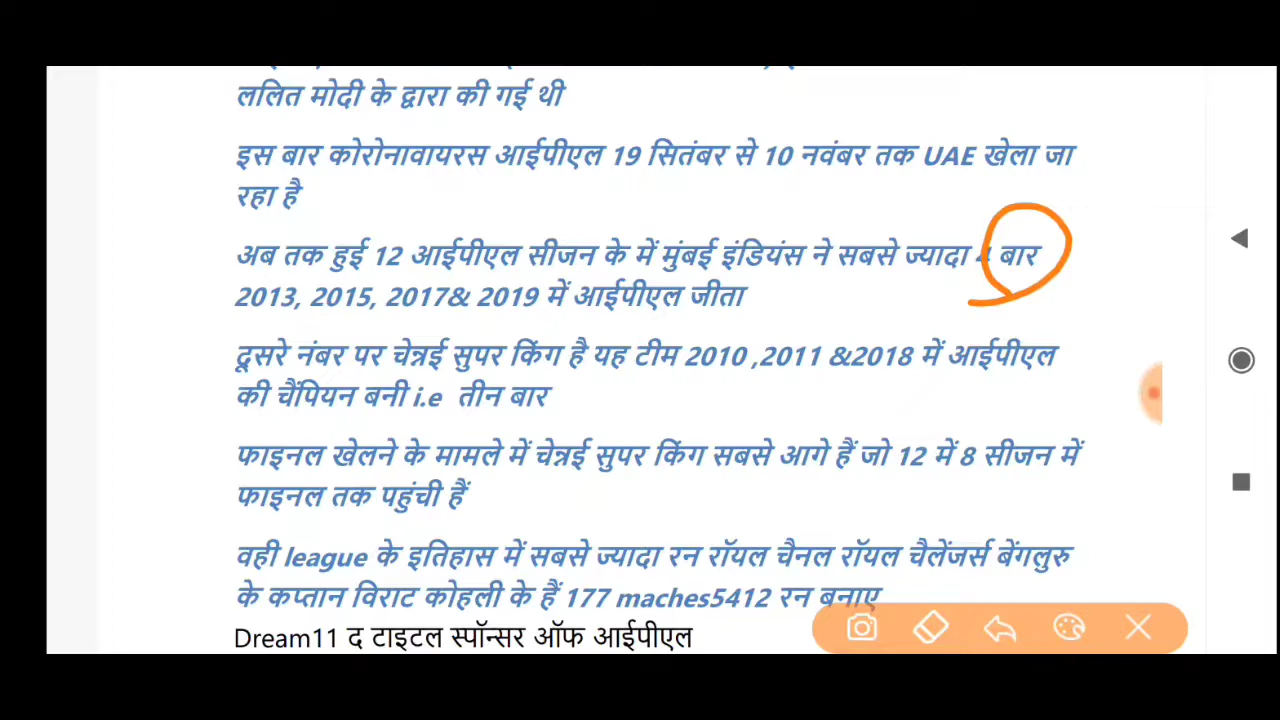 ललित मोदी के द्वारा की गई थी
इस बार कोरोनावायरस आईपीएल 19 सितंबर से 10 नवंबर तक UAE खेला जा
रहा है
अब तक हुई 12 आईपीएल सीजन के में मुंबई इंडियंस ने सबसे ज्यादा 4 बार
2013, 2015, 2017& 2019 में आईपीएल जीता
दूसरे नंबर पर चेन्नई सुपर किंग है यह टीम 2010 ,2011 &2018 में आईपीएल
की चैंपियन बनी i.e तीन बार
फाइनल खेलने के मामले में चेन्नई सुपर किंग सबसे आगे हैं जो 12 में 8 सीजन में
फाइनल तक पहुंची हैं
वही league के इतिहास में सबसे ज्यादा रन रॉयल चैनल रॉयल चैलेंजर्स बेंगलुरु
के कप्तान विराट कोहली के हैं 177 maches5412 रन बनाए
Dream11 द टाइटल स्पॉन्सर ऑफ आईपीएल